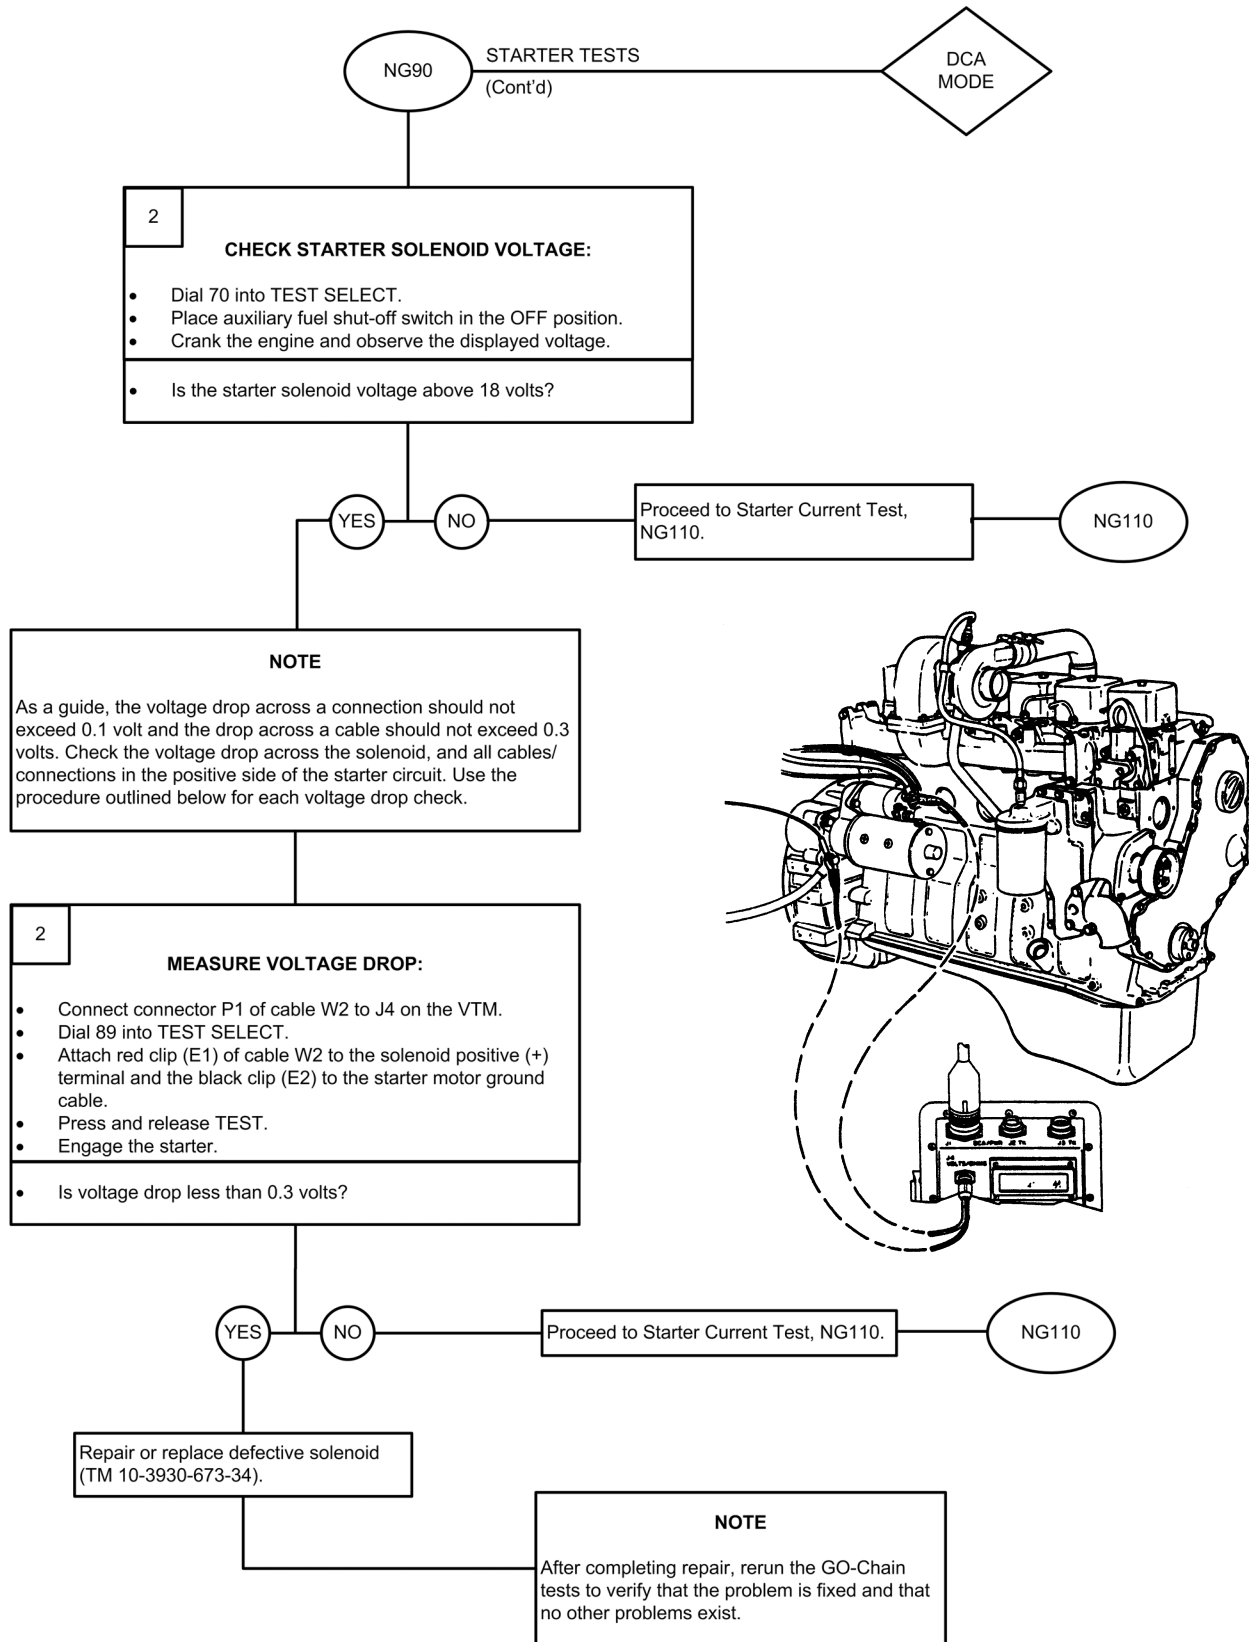 NG90
STARTER TESTS
(Cont'd)
DCA
MODE
2
CHECK STARTER SOLENOID VOLTAGE:
• Dial 70 into TEST SELECT.
• Place auxiliary fuel shut-off switch in the OFF position.
• Crank the engine and observe the displayed voltage.
• Is the starter solenoid voltage above 18 volts?
YES
NO
Proceed to Starter Current Test,
NG110.
NG110
NOTE
As a guide, the voltage drop across a connection should not
exceed 0.1 volt and the drop across a cable should not exceed 0.3
volts. Check the voltage drop across the solenoid, and all cables/
connections in the positive side of the starter circuit. Use the
procedure outlined below for each voltage drop check.
2
MEASURE VOLTAGE DROP:
• Connect connector P1 of cable W2 to J4 on the VTM.
• Dial 89 into TEST SELECT.
• Attach red clip (E1) of cable W2 to the solenoid positive (+)
terminal and the black clip (E2) to the starter motor ground
cable.
• Press and release TEST.
• Engage the starter.
• Is voltage drop less than 0.3 volts?
J1
J2 TK
J3 TK
J4
YES
NO
Proceed to Starter Current Test, NG110.
NG110
Repair or replace defective solenoid
(TM 10-3930-673-34).
NOTE
After completing repair, rerun the GO-Chain
tests to verify that the problem is fixed and that
no other problems exist.